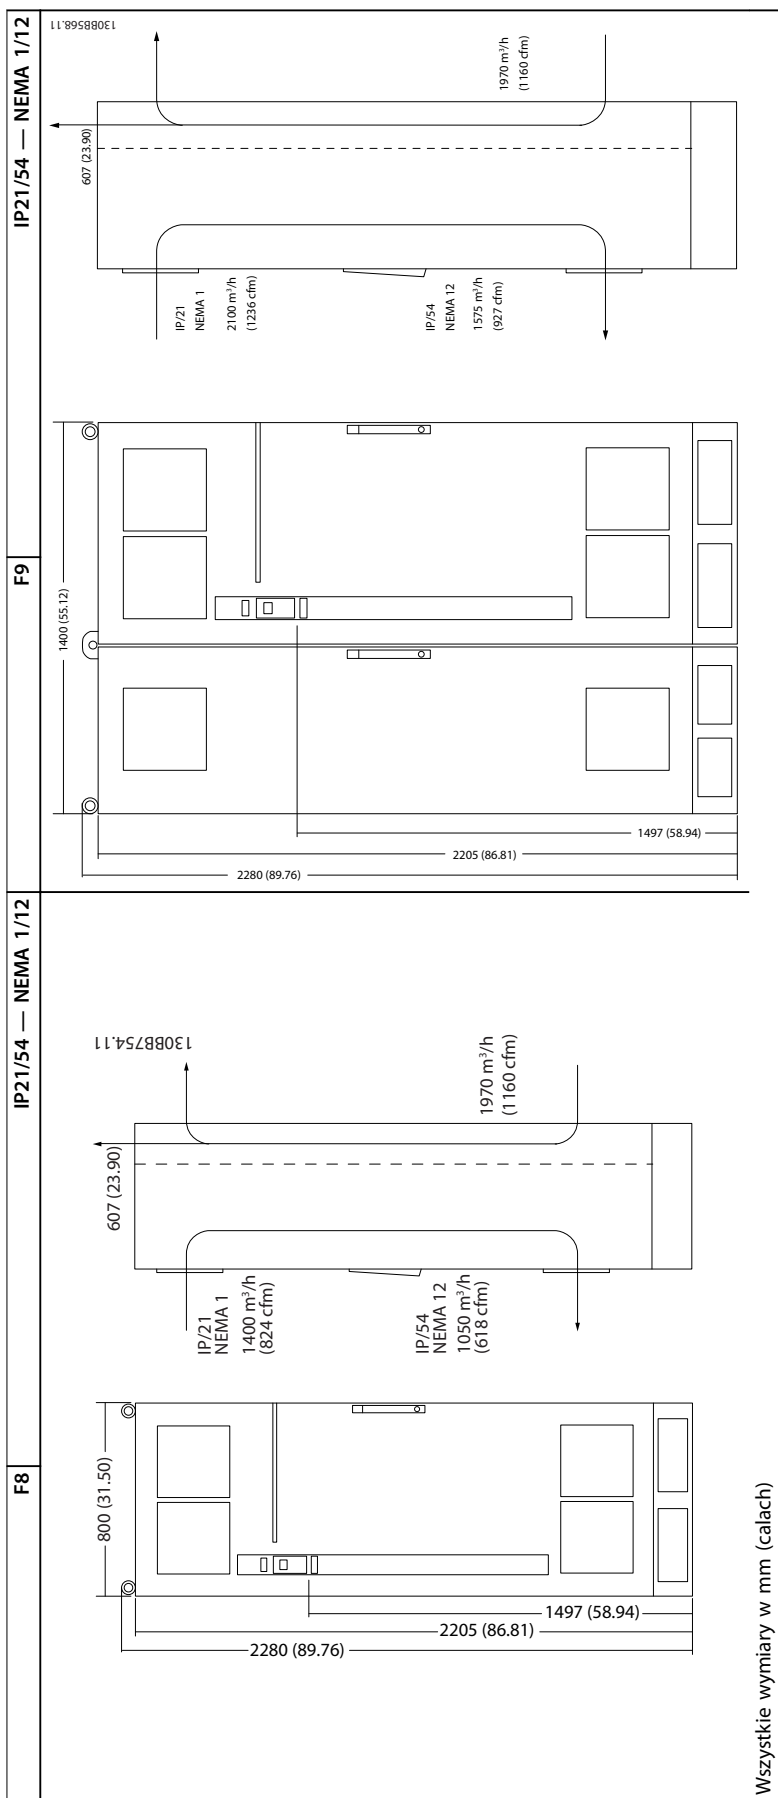 F8
IP21/54 — NEMA 1/12
F9
IP21/54 — NEMA 1/12
800 (31.50)
2280 (89.76)
2205 (86.81)
1497 (58.94)
IP/21
NEMA 1
1400 m³/h
(824 cfm)
IP/54
NEMA 12
1050 m³/h
(618 cfm)
607 (23.90)
1970 m³/h
(1160 cfm)
130BB754.11
1400 (55.12)
2280 (89.76)
2205 (86.81)
1497 (58.94)
IP/21
NEMA 1
2100 m³/h
(1236 cfm)
IP/54
NEMA 12
1575 m³/h
(927 cfm)
607 (23.90)
1970 m³/h
(1160 cfm)
130BB568.11
Wszystkie wymiary w mm (calach)